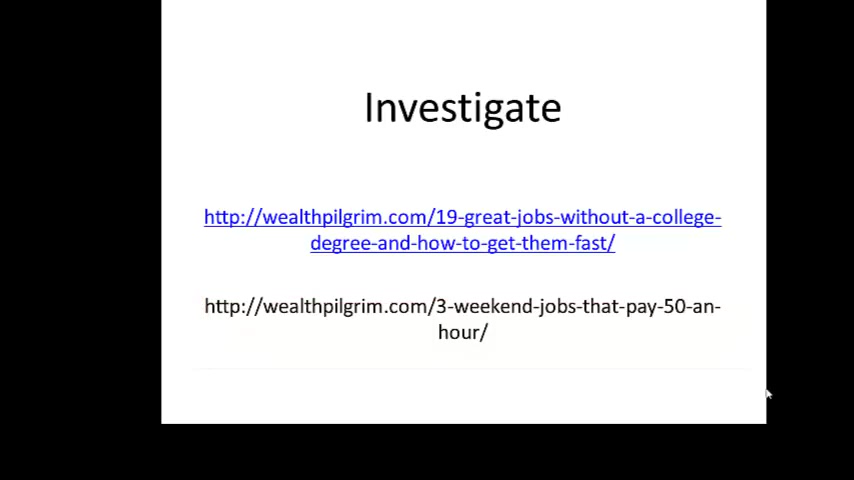 Investigate
http://wealthpilgrim.com/19-great-jobs-without-a-college-
degree-and-how-to-get-them-fast/
http://wealthpilgrim.com/3-weekend-jobs-that-pay-50-an-
hour/